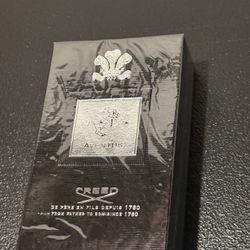 AVENTUS
CREED
DE PÈRE EN FILS DEPUIS 1760
FROM FATHER TO SON SINCE 1760